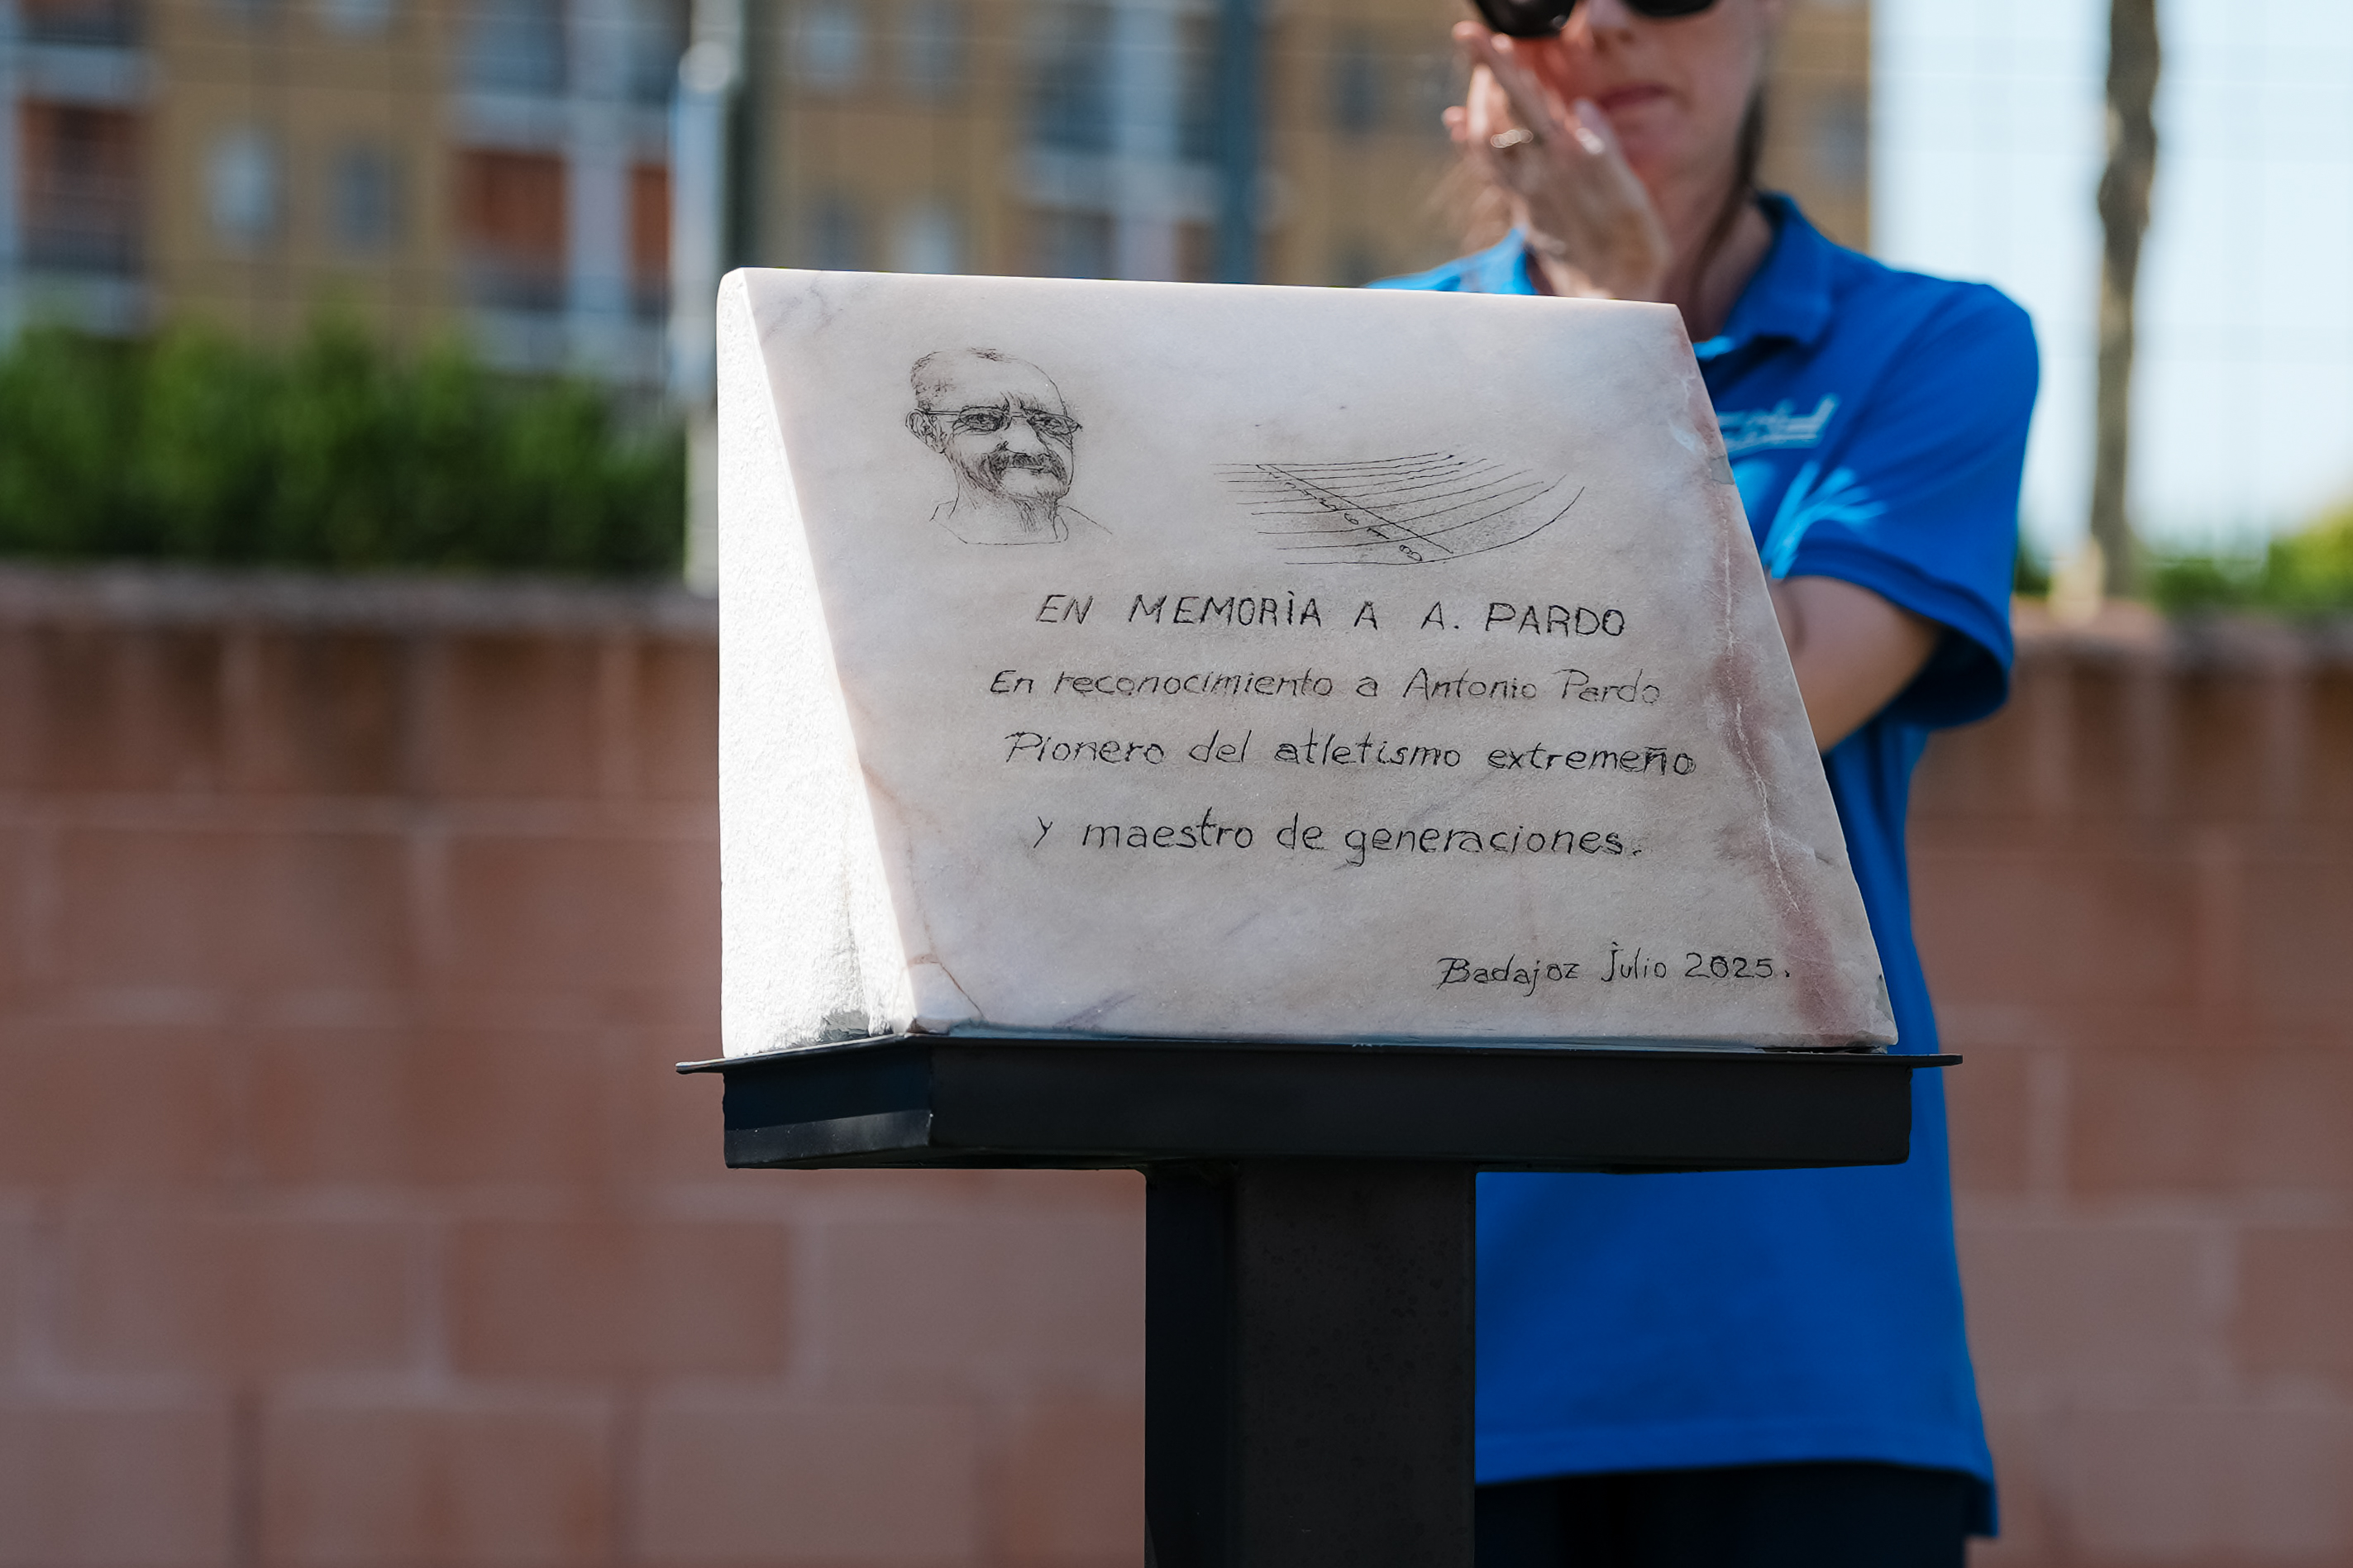 EN MEMORÌA A A. PARDO
En reconocimiento a Antonio Pardo
Pionero del atletismo extremeño
y maestro de generaciones.
Badajoz Julio 2025.